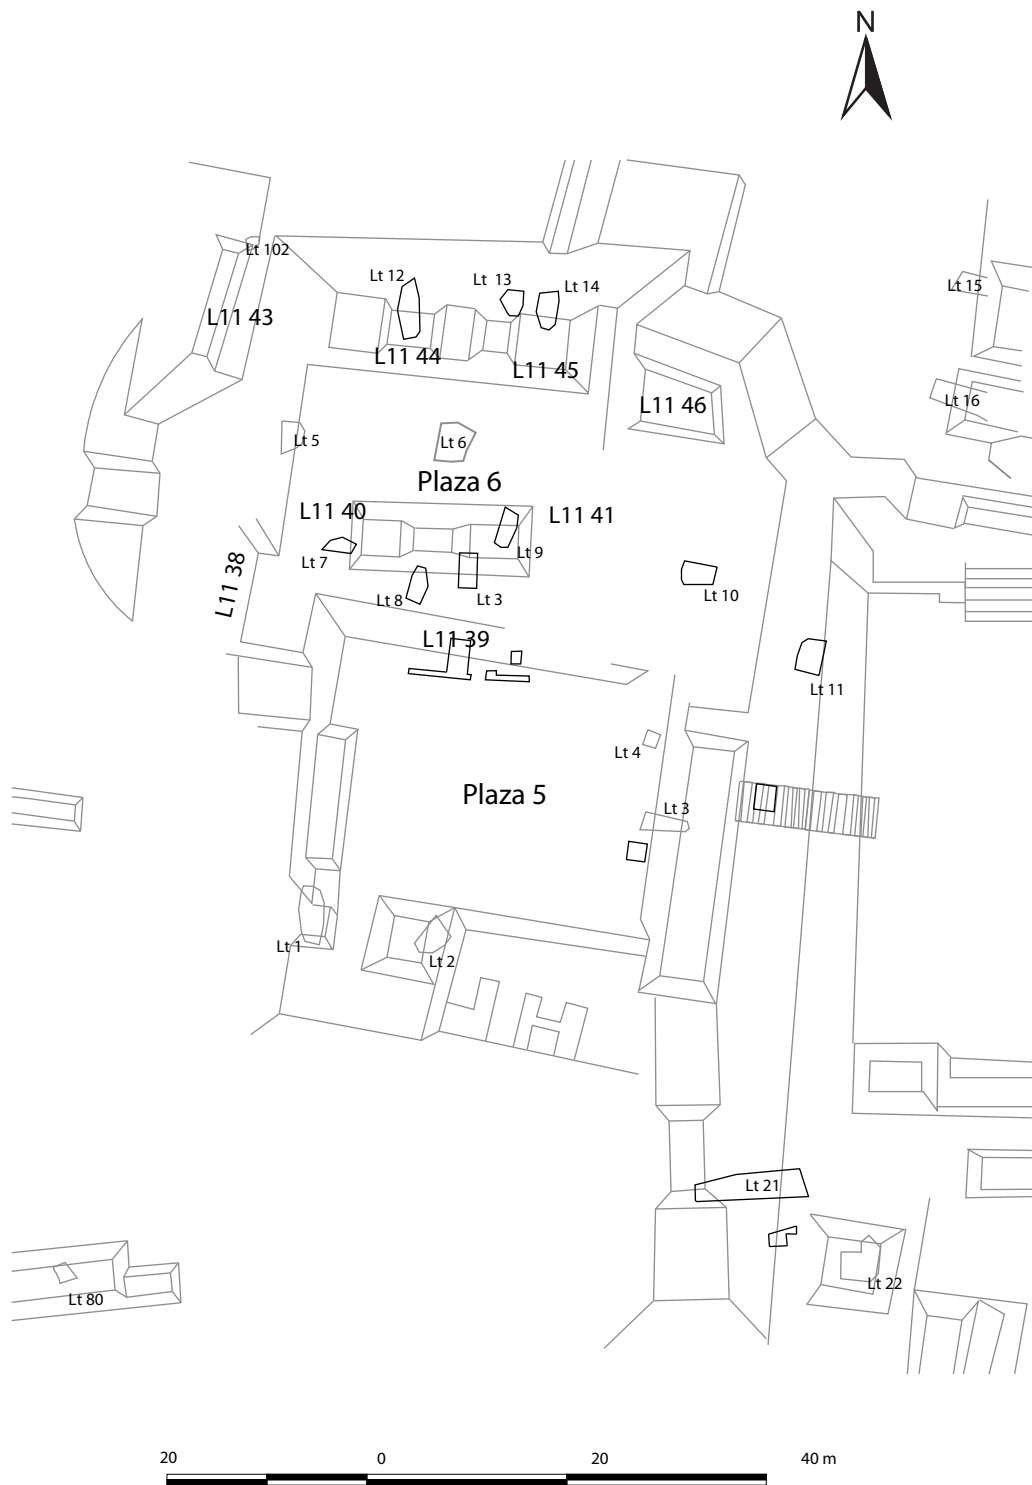 N
Lt 102
Lt 12
Lt 13
Lt 14
Lt 15
L11 43
L11 44
L11 45
L11 46
Lt 16
Lt 5
Lt 6
Plaza 6
L11 40
L11 41
Lt 9
Lt 7
L11 38
Lt 8
Lt 3
Lt 10
L11 39
Lt 11
Lt 4
Plaza 5
Lt 3
Lt 1
Lt 2
Lt 21
Lt 22
Lt 80
20 0 20 40 m